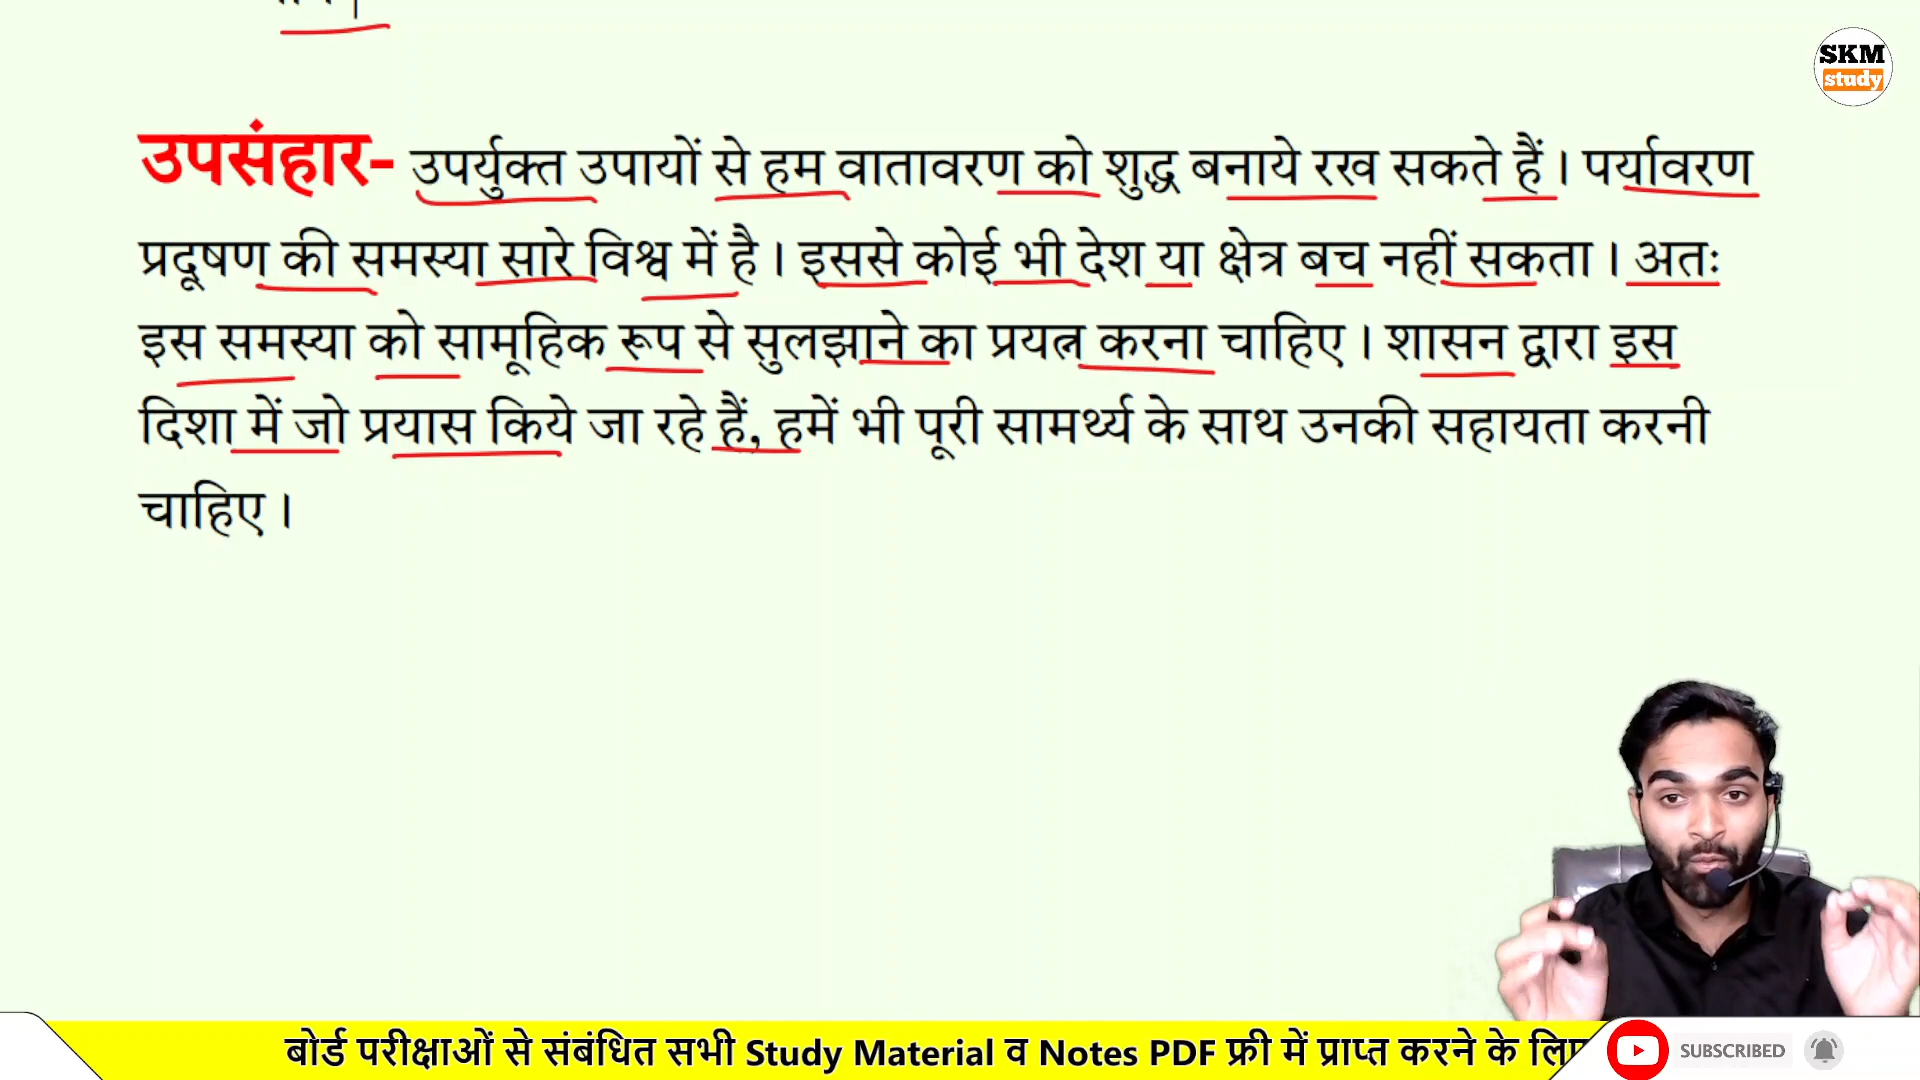 SKM
study
उपसंहार- उपर्युक्त उपायों से हम वातावरण को शुद्ध बनाये रख सकते हैं। पर्यावरण
प्रदूषण की समस्या सारे विश्व में है। इससे कोई भी देश या क्षेत्र बच नहीं सकता। अतः
इस समस्या को सामूहिक रूप से सुलझाने का प्रयत्न करना चाहिए। शासन द्वारा इस
दिशा में जो प्रयास किये जा रहे हैं, हमें भी पूरी सामर्थ्य के साथ उनकी सहायता करनी
चाहिए।
बोर्ड परीक्षाओं से संबंधित सभी Study Material व Notes PDF फ्री में प्राप्त करने के
SUBSCRIBED